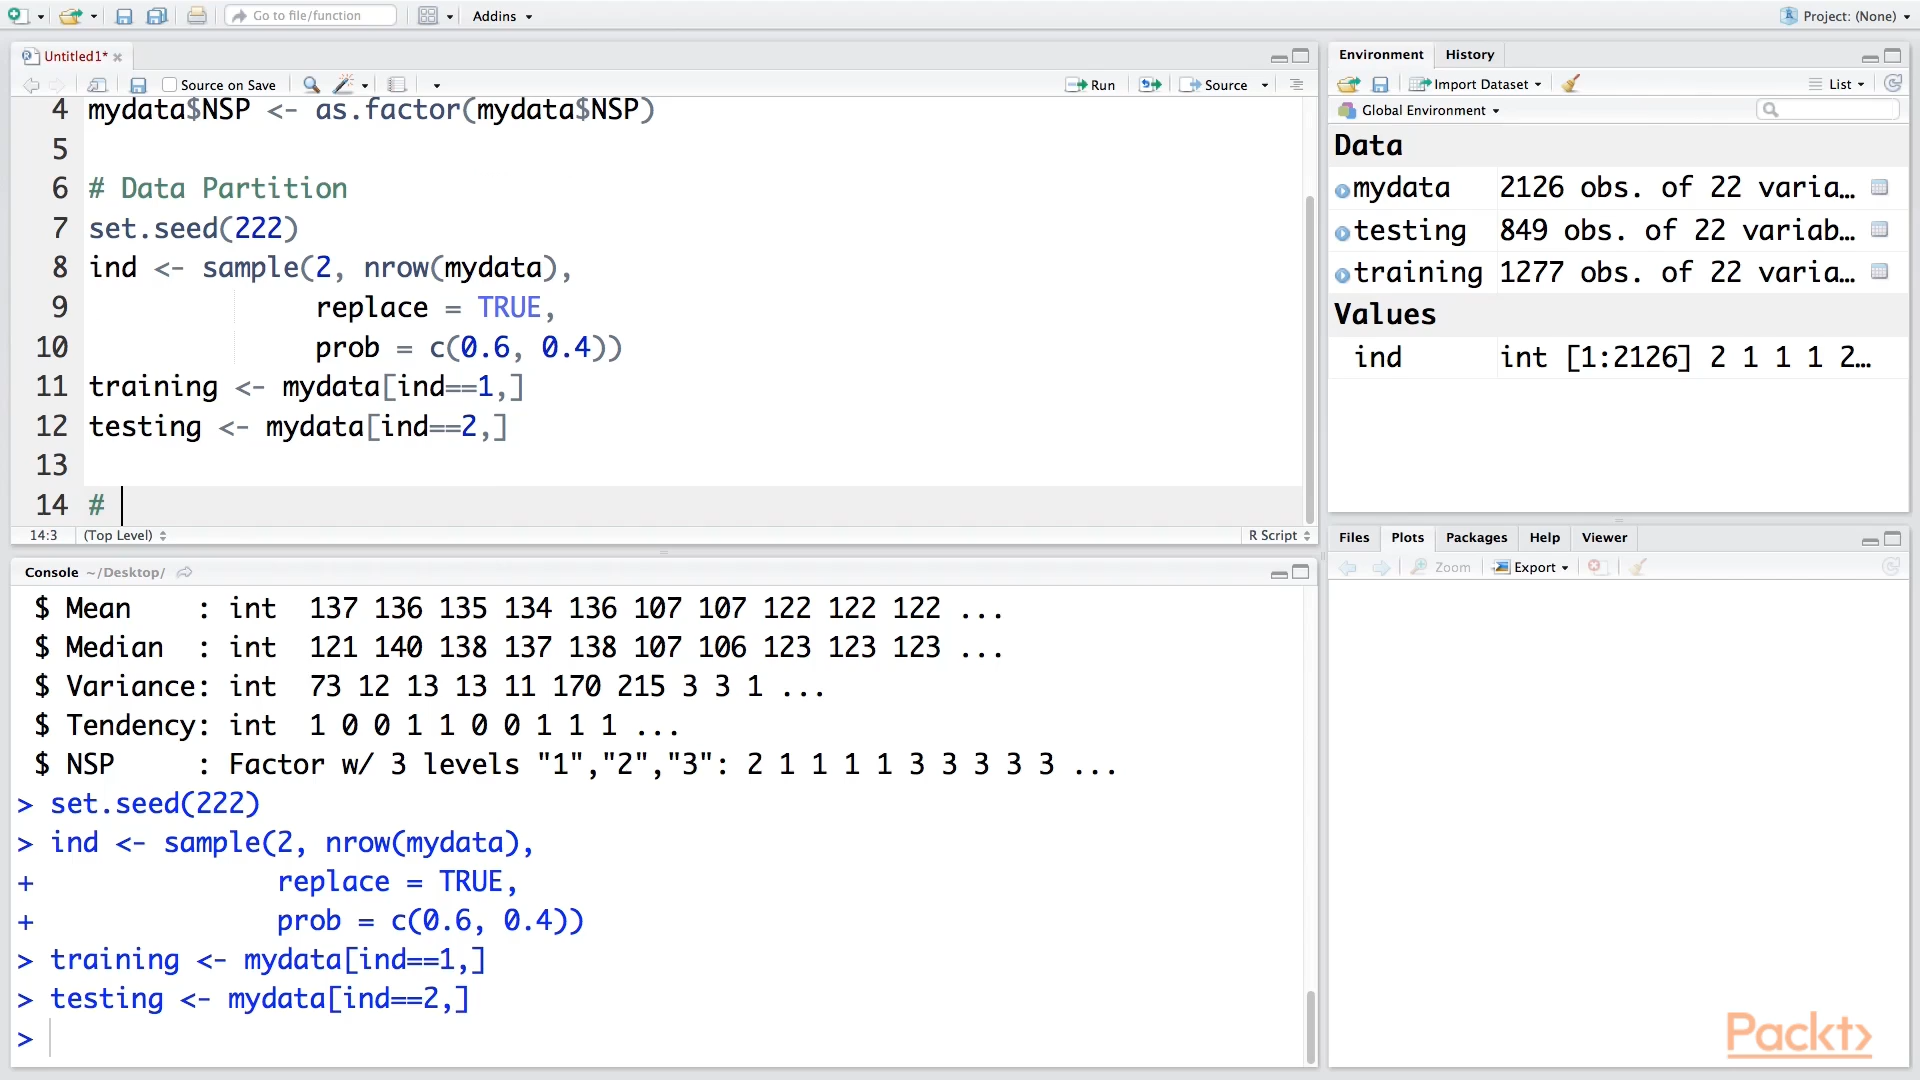 Go to file/function
Addins
Project: (None)
Untitled1*
Source on Save
Run
Source
4 mydata$NSP <- as.factor(mydata$NSP)
5
6 # Data Partition
7 set.seed(222)
8 ind <- sample(2, nrow(mydata),
9 replace = TRUE,
10 prob = c(0.6, 0.4))
11 training <- mydata[ind==1,]
12 testing <- mydata[ind==2,]
13
14 #
14:3 (Top Level) R Script
Console ~/Desktop/
$ Mean : int 137 136 135 134 136 107 107 122 122 122 ...
$ Median : int 121 140 138 137 138 107 106 123 123 123 ...
$ Variance: int 73 12 13 13 11 170 215 3 3 1 ...
$ Tendency: int 1 0 0 1 1 0 0 1 1 1 ...
$ NSP : Factor w/ 3 levels "1","2","3": 2 1 1 1 1 3 3 3 3 3 ...
> set.seed(222)
> ind <- sample(2, nrow(mydata),
+ replace = TRUE,
+ prob = c(0.6, 0.4))
> training <- mydata[ind==1,]
> testing <- mydata[ind==2,]
>
Environment History
Import Dataset List
Global Environment
Data
mydata 2126 obs. of 22 varia…
testing 849 obs. of 22 variab…
training 1277 obs. of 22 varia…
Values
ind int [1:2126] 2 1 1 1 2…
Files Plots Packages Help Viewer
Zoom Export
Packt>